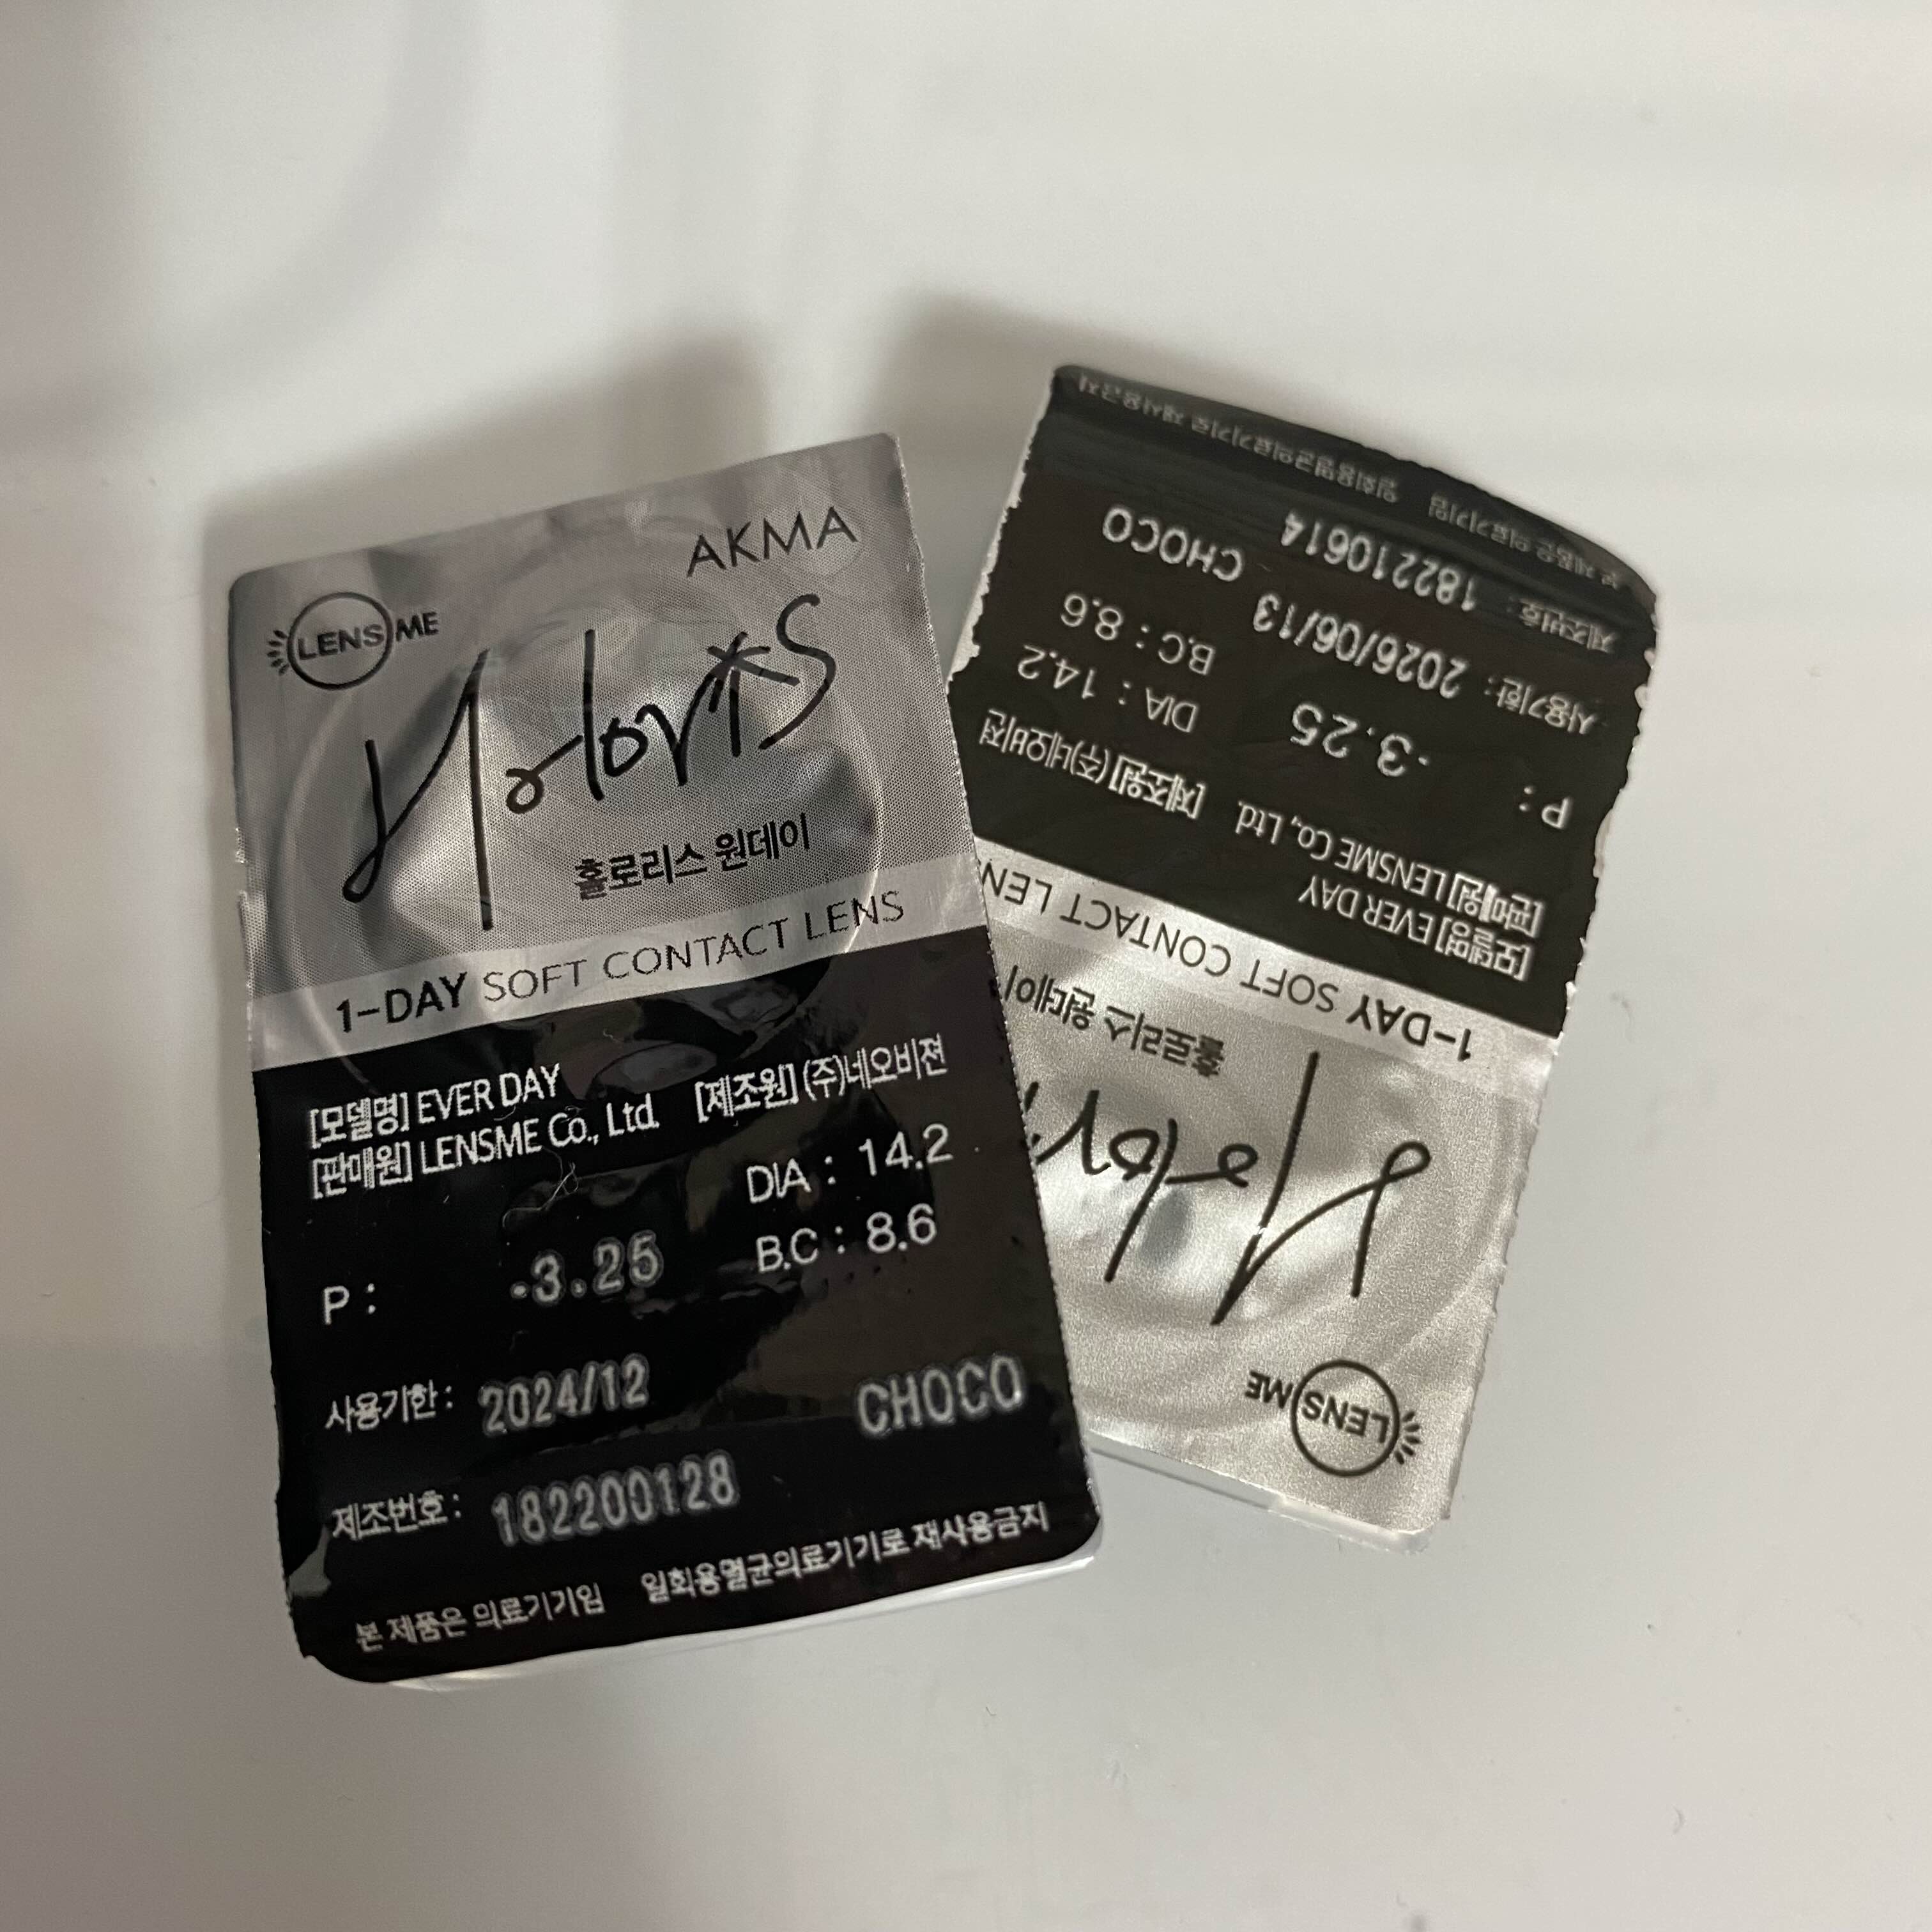 AKMA
LENS ME
Holoris
홀로리스 원데이
1-DAY SOFT CONTACT LENS
[모델명] EVER DAY
[판매원] LENSME Co., Ltd. [제조원] (주)네오비젼
DIA : 14.2
P : -3.25 B.C : 8.6
사용기한 : 2024/12 CHOCO
제조번호 : 182200128
본 제품은 의료기기임 일회용멸균의료기기로 재사용금지
LENS ME
홀로리스 원데이
1-DAY SOFT CONTACT LEN
[모델명] EVER DAY
[판매원] LENSME Co., Ltd. [제조원] (주)네오비젼
DIA : 14.2
P : -3.25 B.C : 8.6
사용기한 : 2026/06/13 CHOCO
제조번호 : 182210614
본 제품은 의료기기임 일회용멸균의료기기로 재사용금지